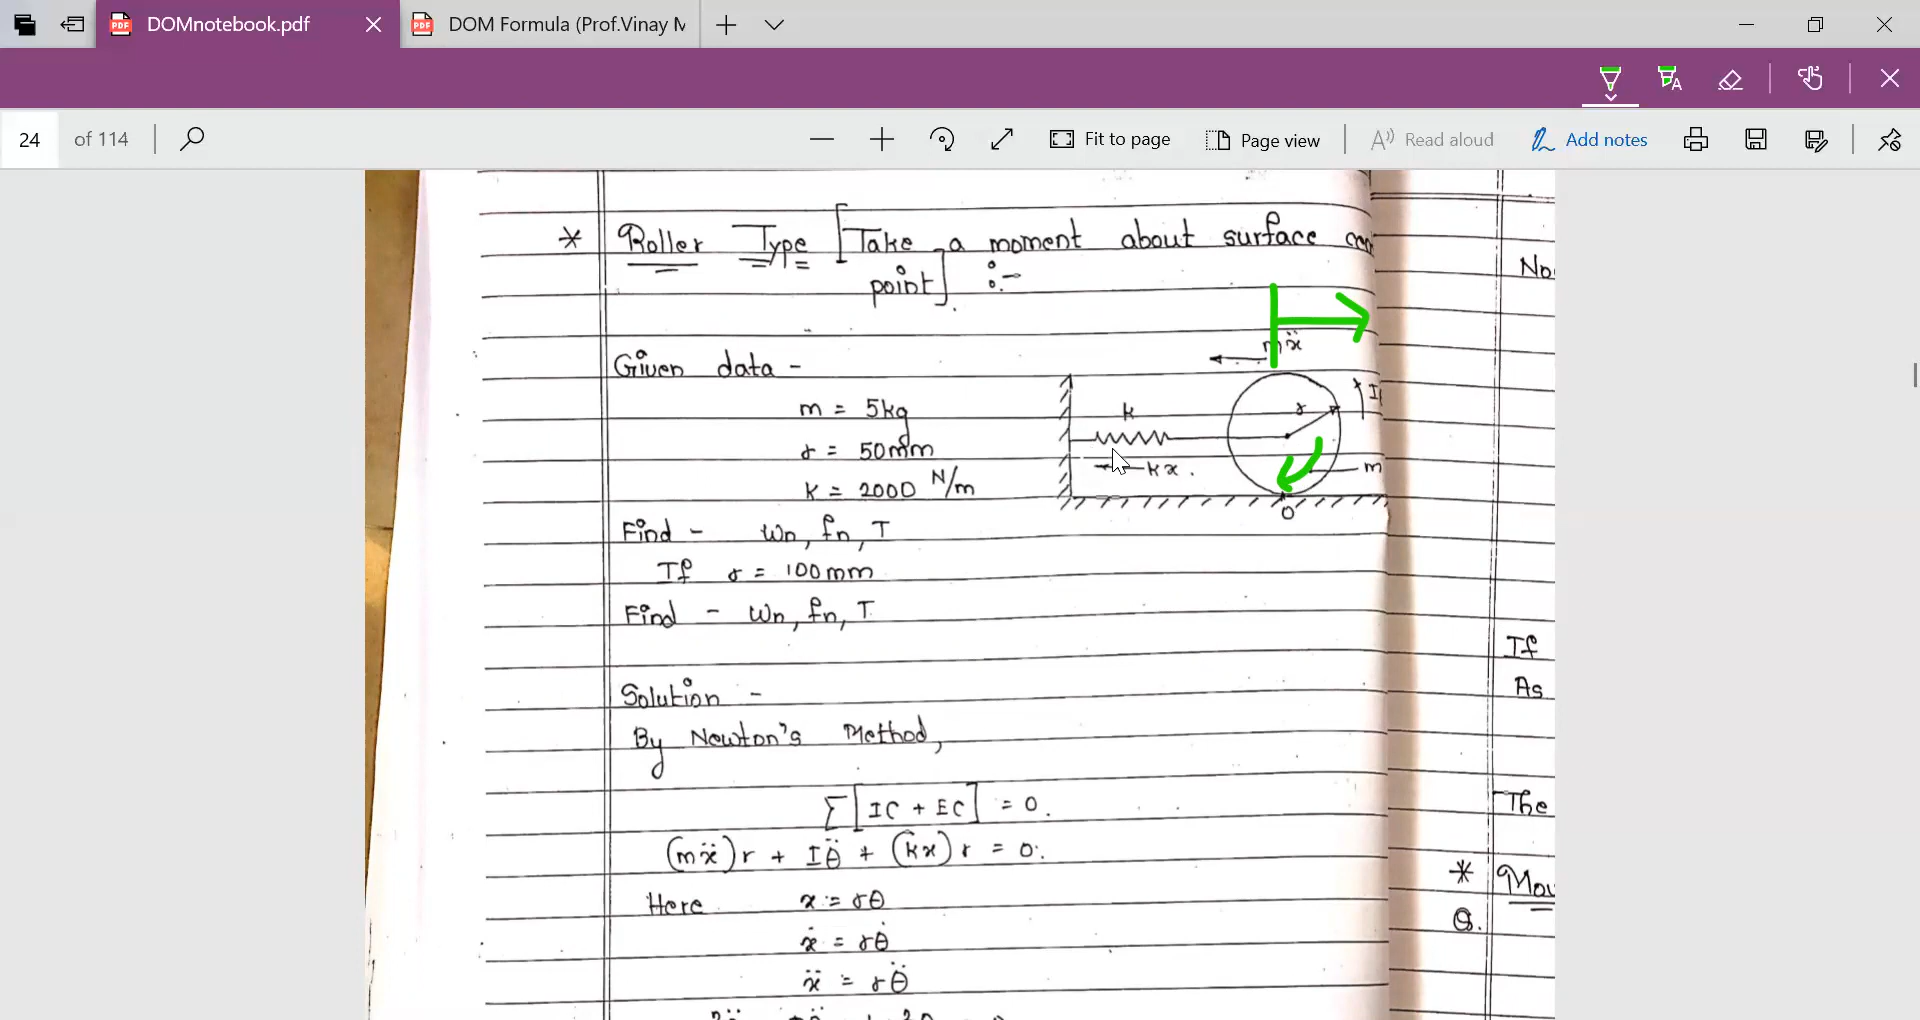 DOMnotebook.pdf
DOM Formula (Prof.Vinay M
24 of 114
Fit to page
Page view
Read aloud
Add notes
* Roller Type [Take a moment about surface
point] :-
Given data -
m = 5kg
r = 50mm
k = 2000 N/m
Find - ωn, fn, T
If r = 100mm
Find - ωn, fn, T
mẍ
k
r
kx.
m
O
Solution -
By Newton's Method,
Σ[IC + EC] = 0.
(mẍ)r + Iθ̈ + (kx)r = 0.
Here x = rθ
ẋ = rθ̇
ẍ = rθ̈
No
If
As
The
*
Q.